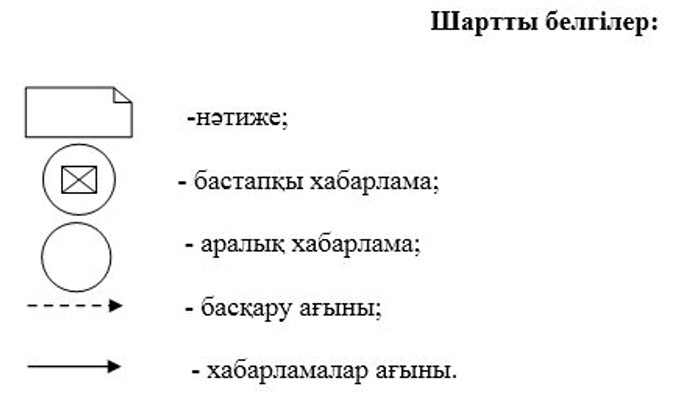 Шартты белгілер:
-нәтиже;
- бастапқы хабарлама;
- аралық хабарлама;
- басқару ағыны;
- хабарламалар ағыны.